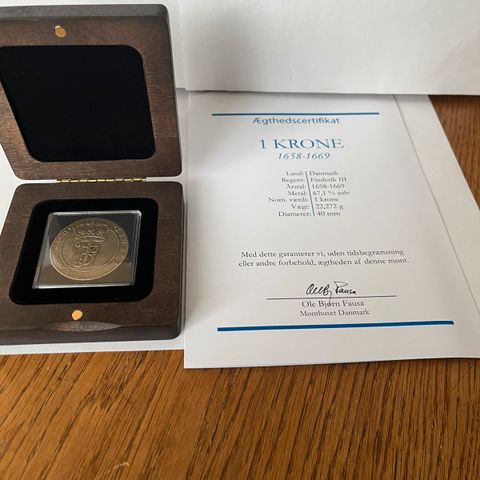 Ægthedscertifikat
1 KRONE
1658-1669
Land: Danmark
Regent: Frederik III
Årstal: 1658-1669
Metal: 67,1 % sølv
Nom. værdi: 1 krone
Vægt: 22,272 g
Diameter: 40 mm
Med dette garanterer vi, uden tidsbegrænsning
eller andre forbehold, ægtheden af denne mønt.
Ole Bjørn Fausa
Mønthuset Danmark